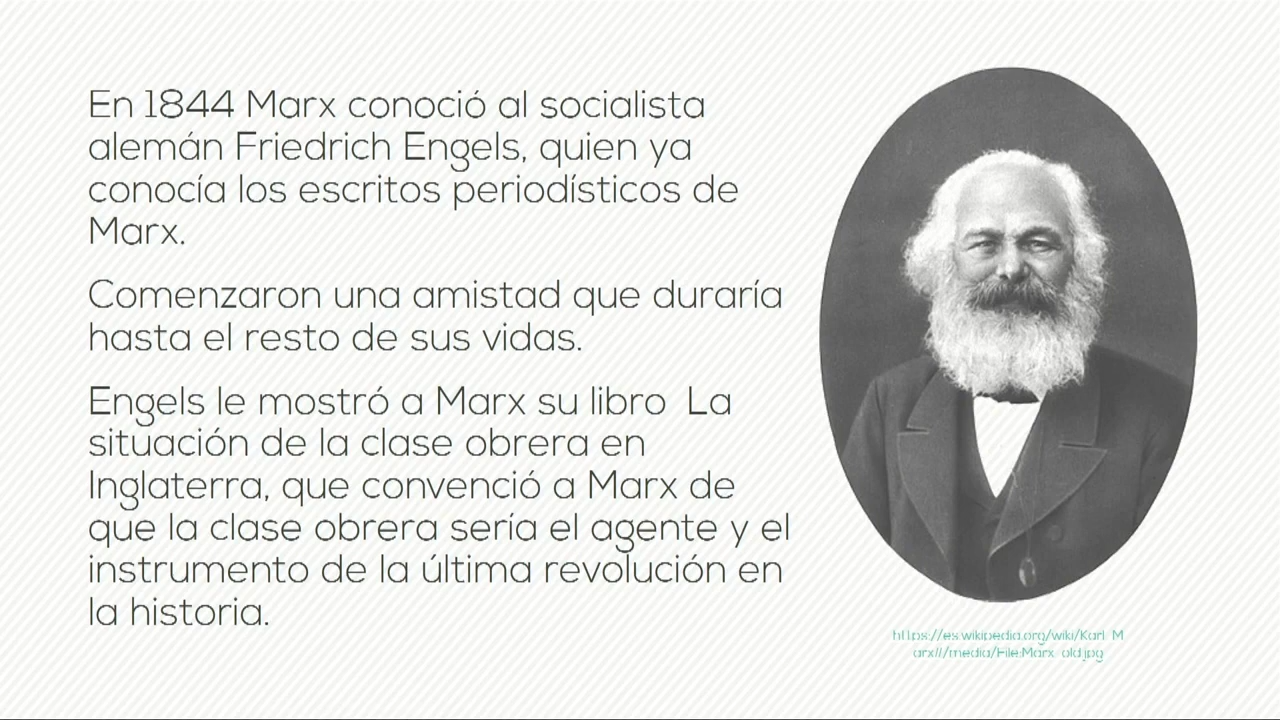 En 1844 Marx conoció al socialista
alemán Friedrich Engels, quien ya
conocía los escritos periodísticos de
Marx.
Comenzaron una amistad que duraría
hasta el resto de sus vidas.
Engels le mostró a Marx su libro  La
situación de la clase obrera en
Inglaterra, que convenció a Marx de
que la clase obrera sería el agente y el
instrumento de la última revolución en
la historia.
https://es.wikipedia.org/wiki/Karl_M
arx//media/File:Marx_old.jpg